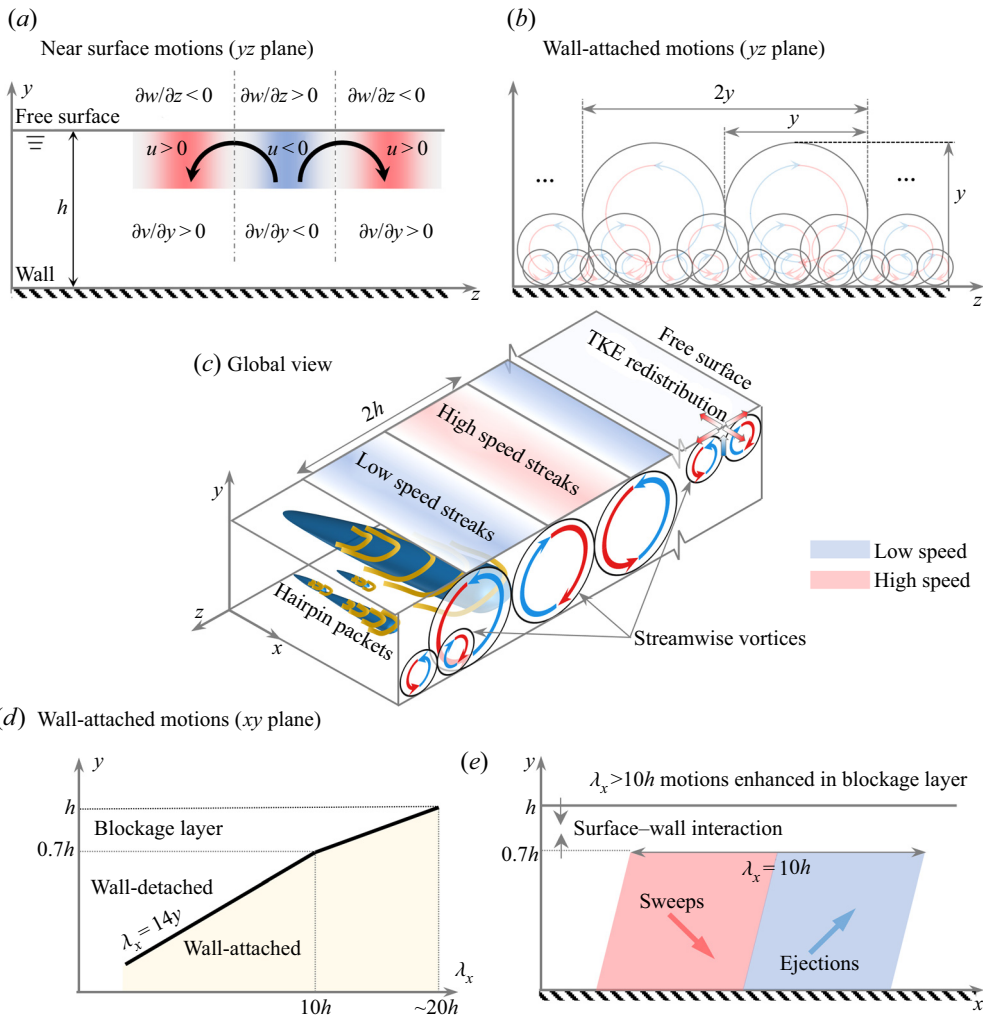 (a)
Near surface motions (yz plane)
y
∂w/∂z < 0
∂w/∂z > 0
∂w/∂z < 0
Free surface
u > 0
u < 0
u > 0
h
∂v/∂y > 0
∂v/∂y < 0
∂v/∂y > 0
Wall
z
(b)
Wall-attached motions (yz plane)
2y
y
...
...
y
z
(c) Global view
Free surface
TKE redistribution
2h
High speed streaks
Low speed streaks
y
z
x
Hairpin packets
Low speed
High speed
Streamwise vortices
(d) Wall-attached motions (xy plane)
y
h
Blockage layer
0.7h
Wall-detached
λx = 14y
Wall-attached
10h
~20h
λx
(e)
y
λx>10h motions enhanced in blockage layer
h
Surface–wall interaction
0.7h
λx = 10h
Sweeps
Ejections
x